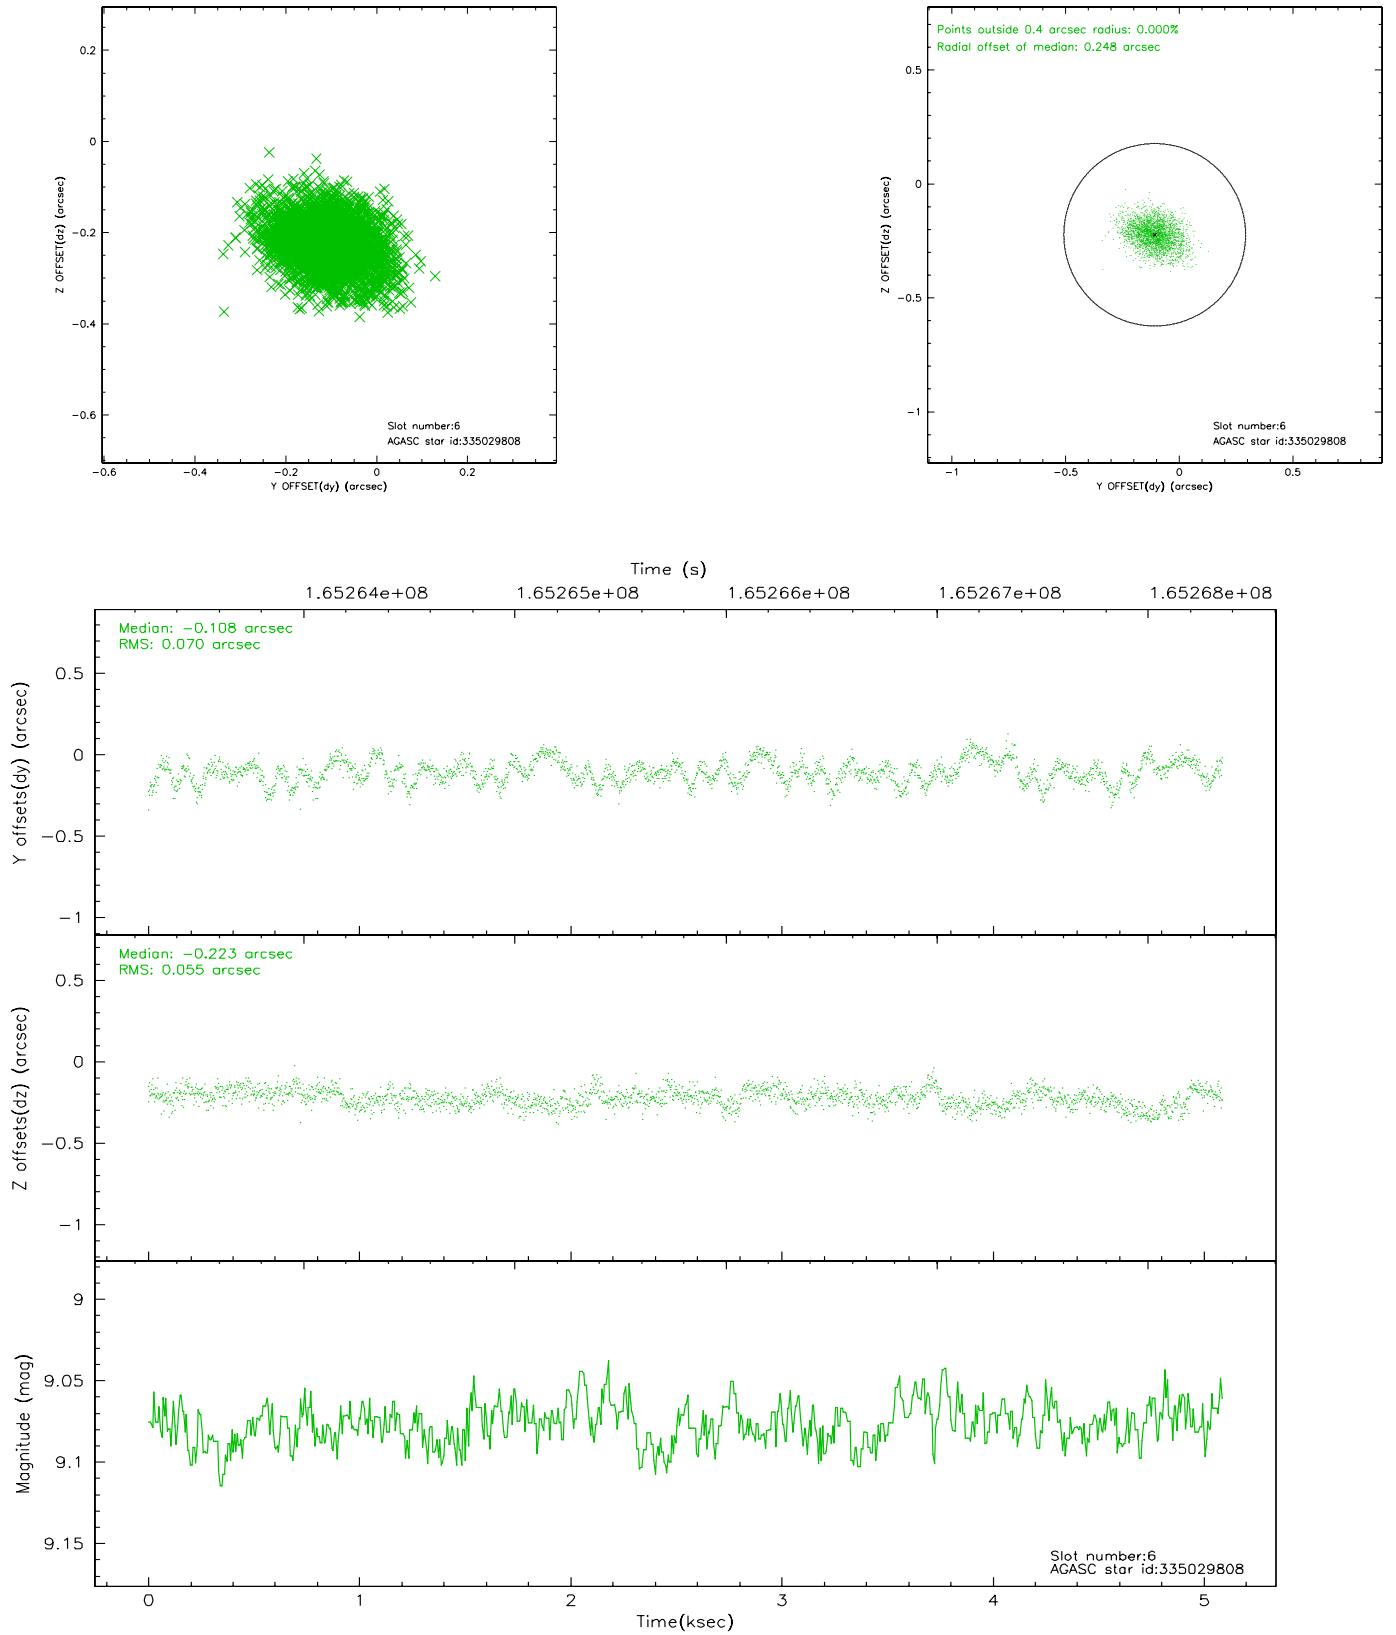 0.2
0
−0.2
−0.4
−0.6
Z OFFSET(dz) (arcsec)
Slot number:6
AGASC star id:335029808
−0.6 −0.4 −0.2 0 0.2
Y OFFSET(dy) (arcsec)
Points outside 0.4 arcsec radius: 0.000%
Radial offset of median: 0.248 arcsec
0.5
0
−0.5
−1
Z OFFSET(dz) (arcsec)
Slot number:6
AGASC star id:335029808
−1 −0.5 0 0.5
Y OFFSET(dy) (arcsec)
Time (s)
1.65264e+08 1.65265e+08 1.65266e+08 1.65267e+08 1.65268e+08
Median: −0.108 arcsec
RMS: 0.070 arcsec
0.5
0
−0.5
−1
Y offsets(dy) (arcsec)
Median: −0.223 arcsec
RMS: 0.055 arcsec
0.5
0
−0.5
−1
Z offsets(dz) (arcsec)
9
9.05
9.1
9.15
Magnitude (mag)
Slot number:6
AGASC star id:335029808
0 1 2 3 4 5
Time(ksec)